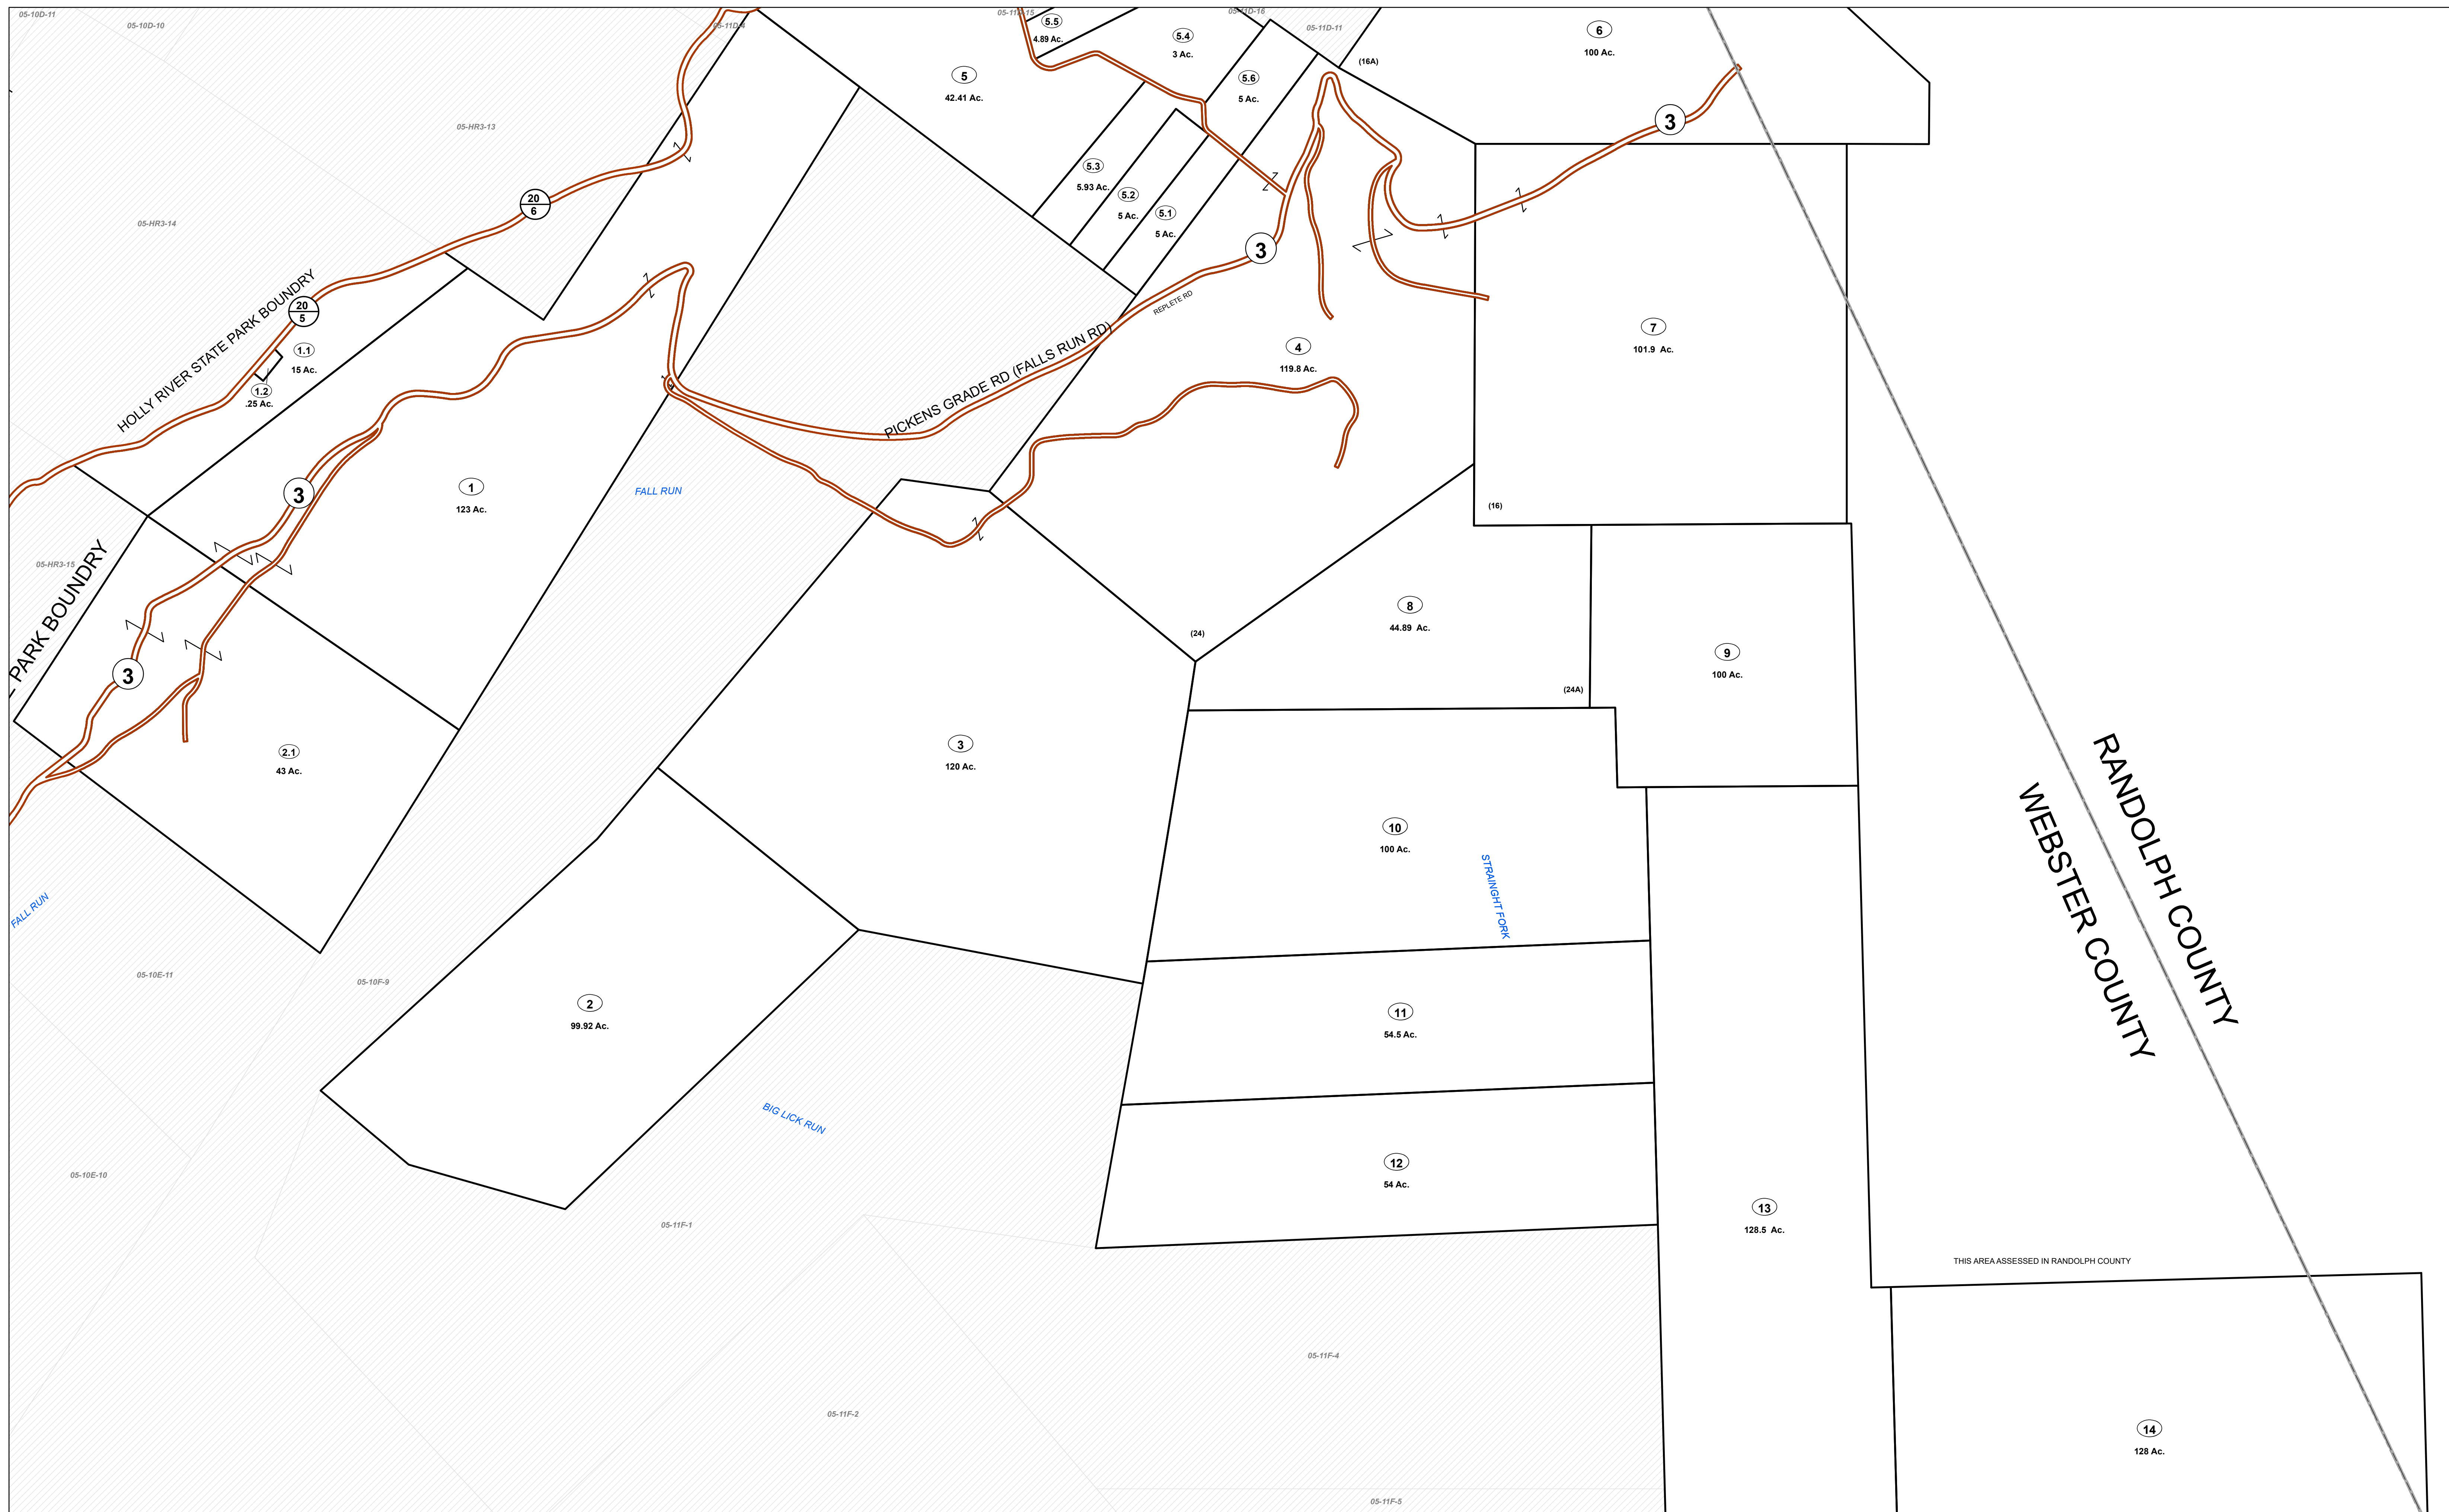 05-10D-11
05-10D-10
05-11D-4
05-11D-16
05-11D-11
5.5
4.89 Ac.
5.4
3 Ac.
6
100 Ac.
(16A)
5
42.41 Ac.
5.6
5 Ac.
05-HR3-13
3
5.3
5.93 Ac.
5.2
5 Ac.
5.1
5 Ac.
20
6
05-HR3-14
3
HOLLY RIVER STATE PARK BOUNDRY
20
5
REPLETE RD
PICKENS GRADE RD (FALLS RUN RD)
7
101.9 Ac.
4
119.8 Ac.
1.1
15 Ac.
1.2
.25 Ac.
3
1
123 Ac.
FALL RUN
(16)
05-HR3-15
PARK BOUNDRY
8
44.89 Ac.
(24)
9
100 Ac.
3
(24A)
2.1
43 Ac.
3
120 Ac.
RANDOLPH COUNTY
WEBSTER COUNTY
10
100 Ac.
STRAINGHT FORK
FALL RUN
05-10E-11
05-10F-9
2
99.92 Ac.
11
54.5 Ac.
BIG LICK RUN
12
54 Ac.
05-10E-10
13
128.5 Ac.
05-11F-1
THIS AREA ASSESSED IN RANDOLPH COUNTY
05-11F-4
05-11F-2
14
128 Ac.
05-11F-5